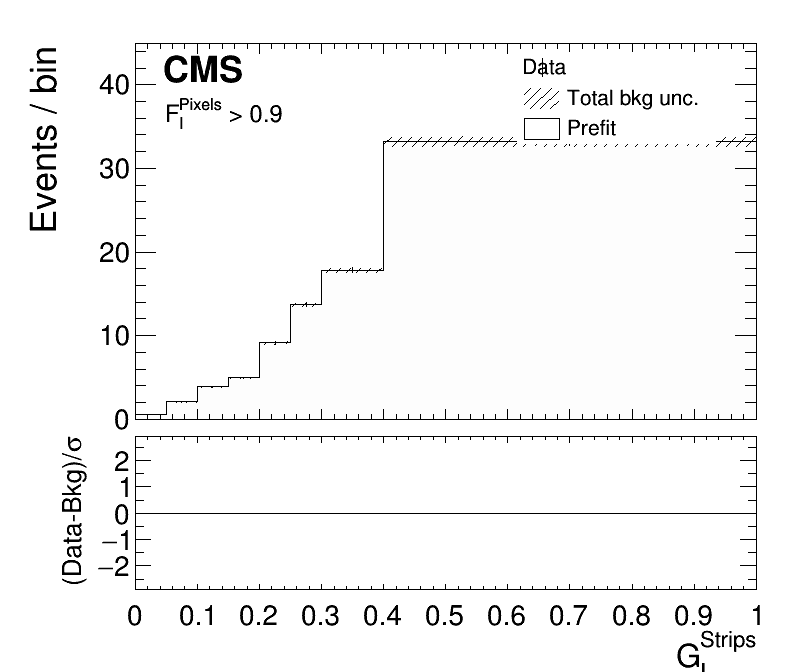 CMS
F_I^Pixels > 0.9
Data
Total bkg unc.
Prefit
Events / bin
40
30
20
10
0
(Data-Bkg)/σ
2
1
0
−1
−2
0 0.1 0.2 0.3 0.4 0.5 0.6 0.7 0.8 0.9 1
G_I^Strips